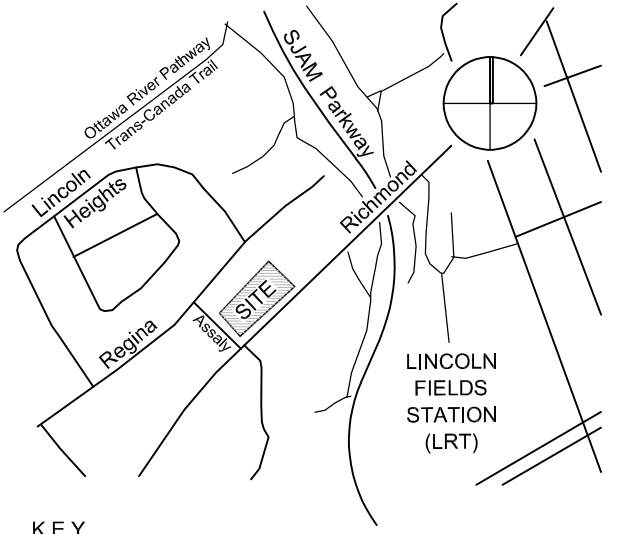 SJAM Parkway
Ottawa River Pathway
Trans-Canada Trail
Lincoln
Heights
Richmond
SITE
Assaly
Regina
LINCOLN
FIELDS
STATION
(LRT)
KEY